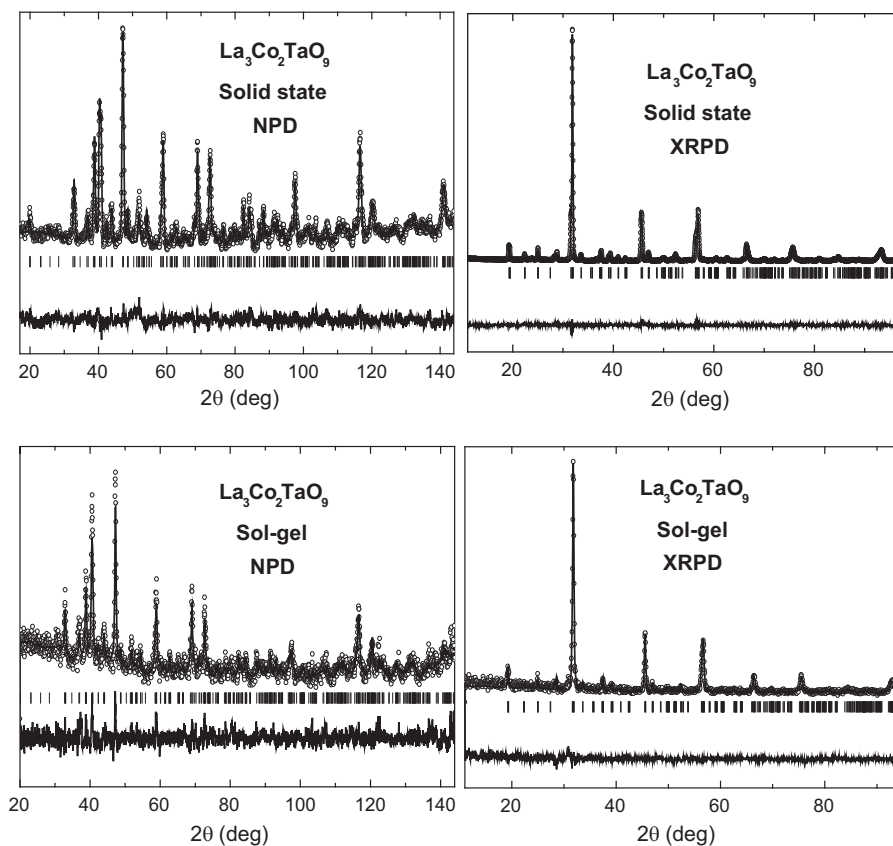 La₃Co₂TaO₉
Solid state
NPD
20 40 60 80 100 120 140
2θ (deg)
La₃Co₂TaO₉
Solid state
XRPD
20 40 60 80
2θ (deg)
La₃Co₂TaO₉
Sol-gel
NPD
20 40 60 80 100 120 140
2θ (deg)
La₃Co₂TaO₉
Sol-gel
XRPD
20 40 60 80
2θ (deg)